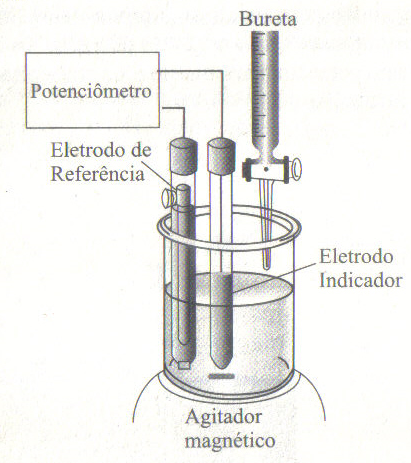 Bureta
Potenciômetro
Eletrodo de
Referência
Eletrodo
Indicador
Agitador
magnético